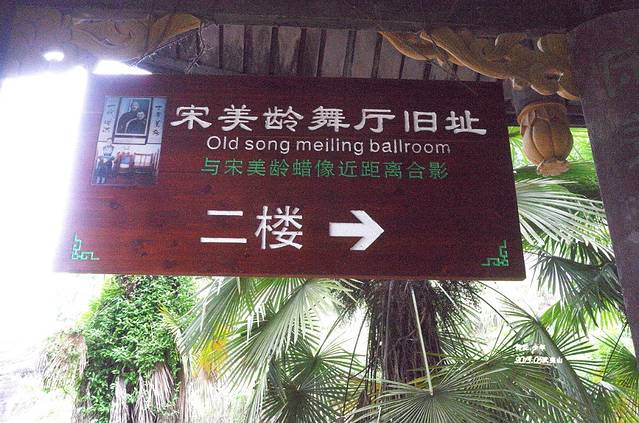 宋美龄舞厅旧址
Old song meiling ballroom
与宋美龄蜡像近距离合影
二楼